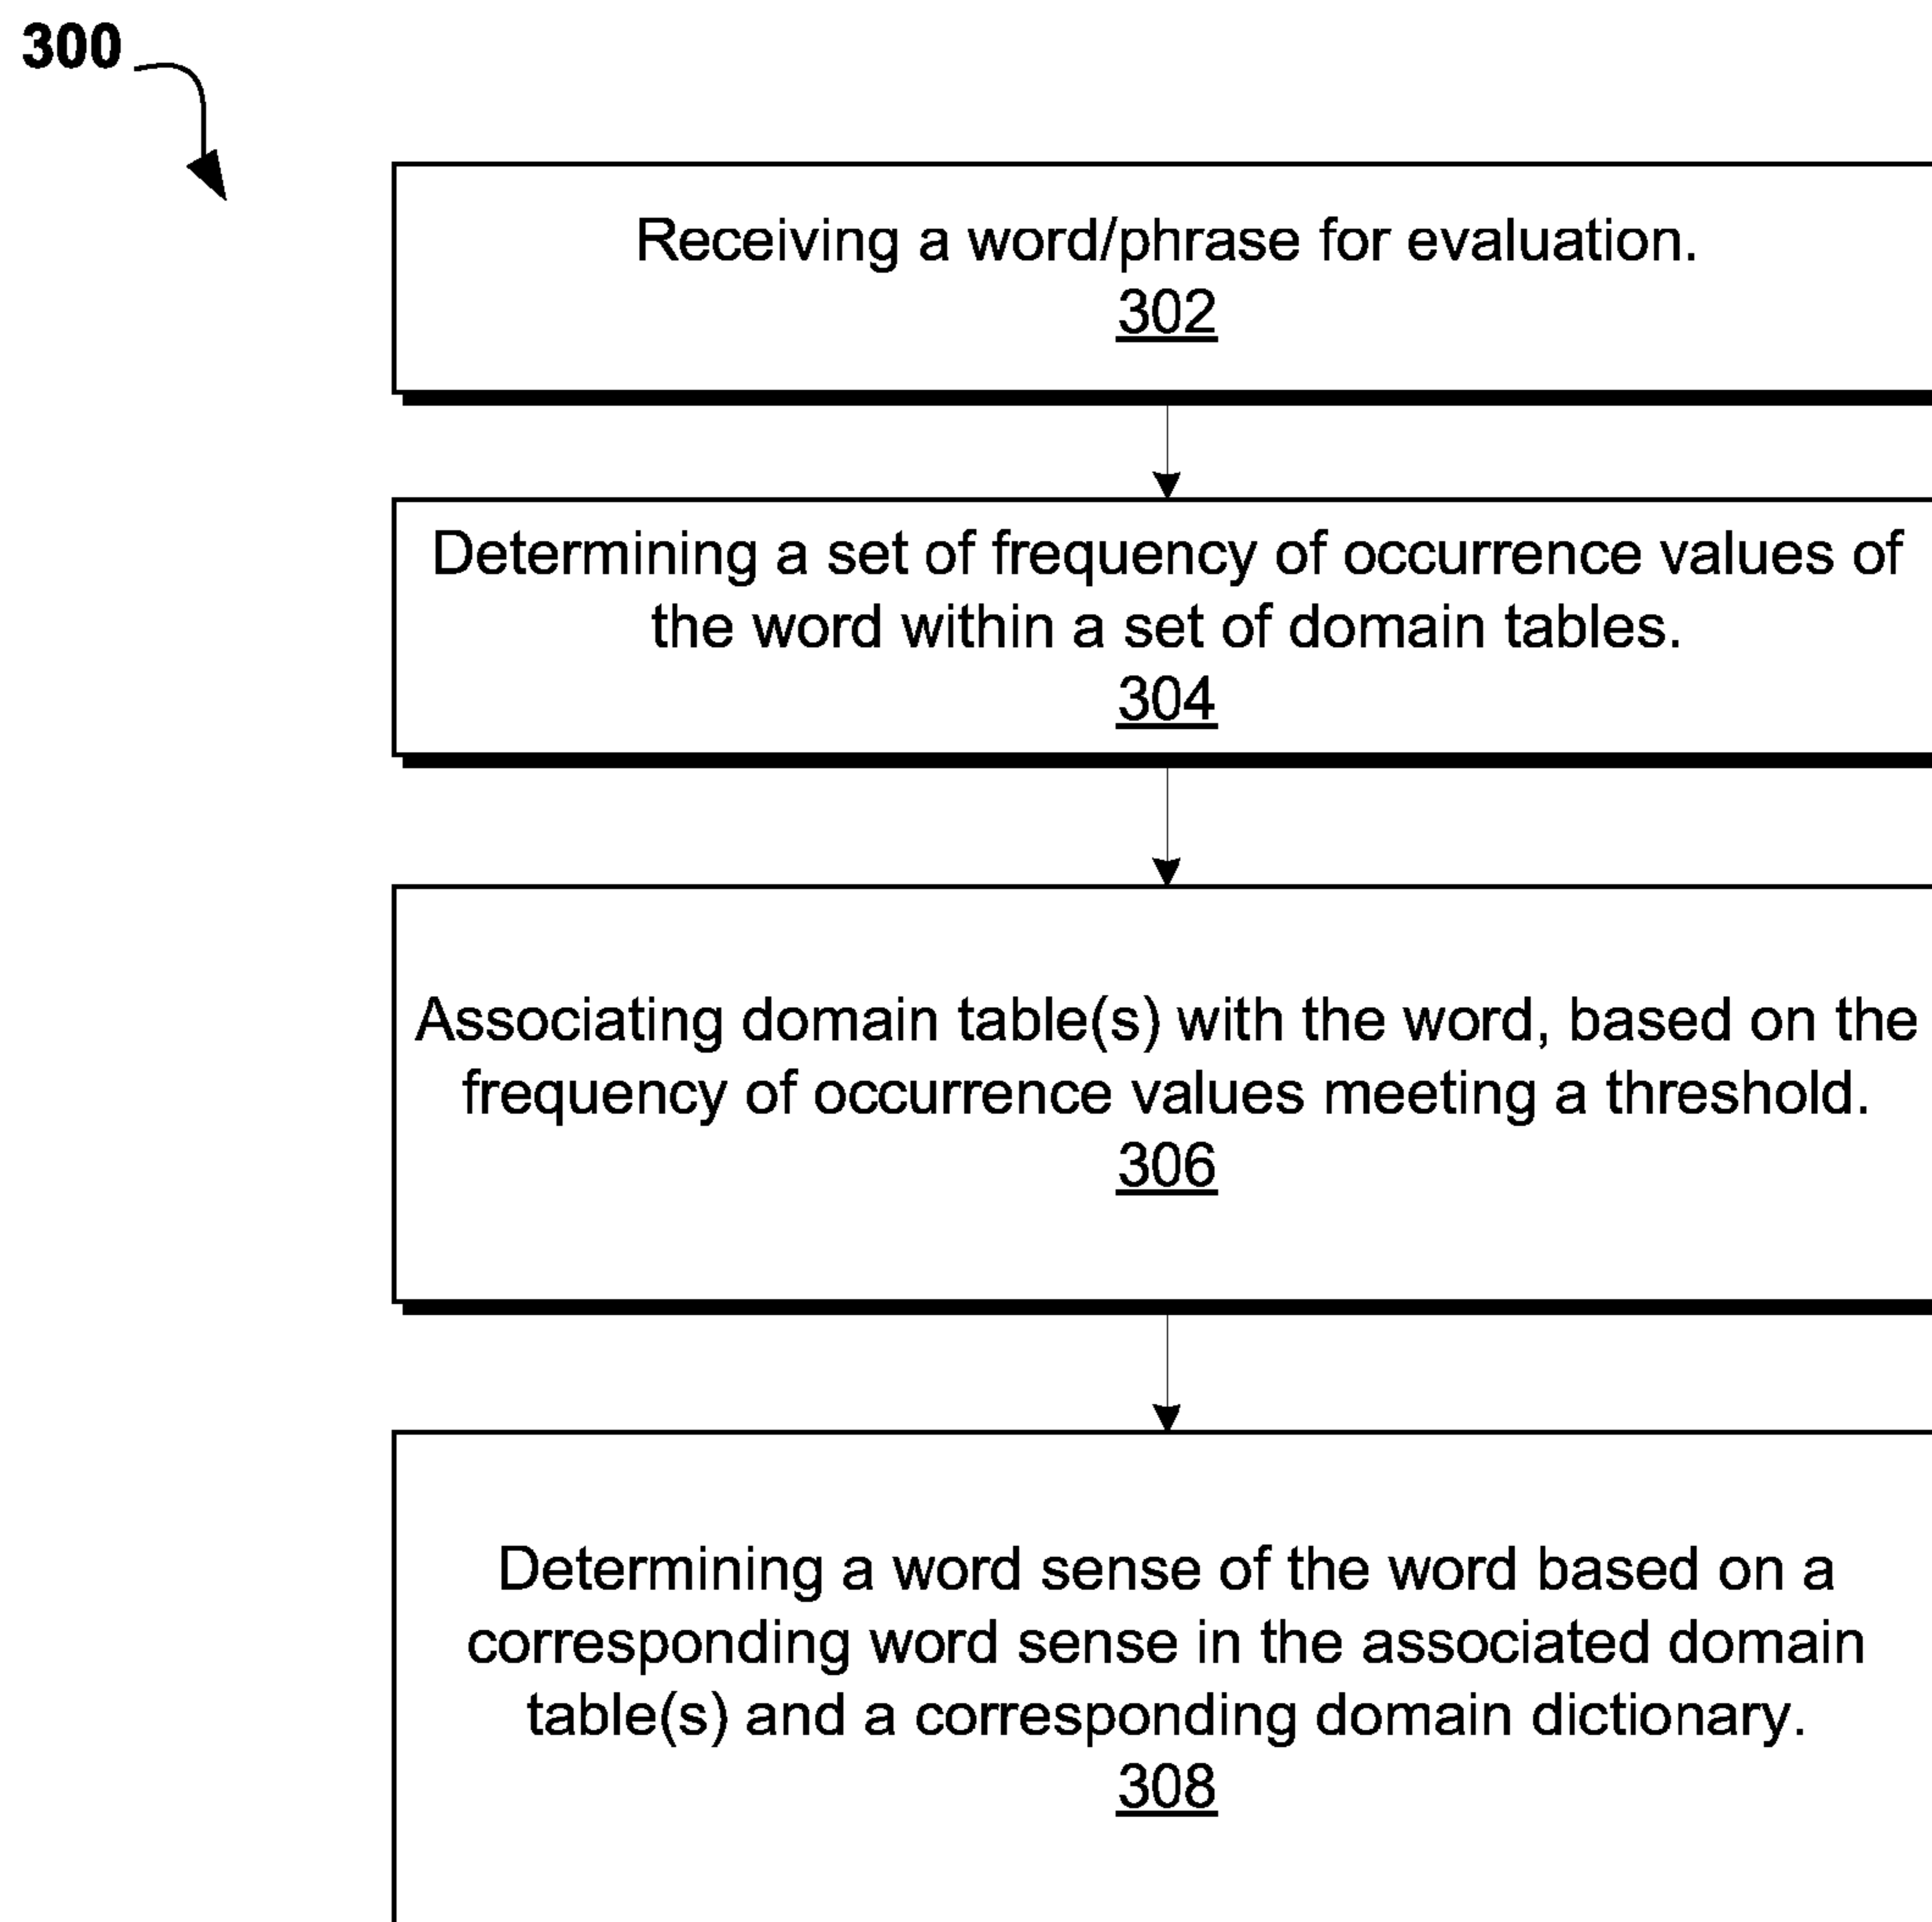 300
Receiving a word/phrase for evaluation.
302
Determining a set of frequency of occurrence values of
the word within a set of domain tables.
304
Associating domain table(s) with the word, based on the
frequency of occurrence values meeting a threshold.
306
Determining a word sense of the word based on a
corresponding word sense in the associated domain
table(s) and a corresponding domain dictionary.
308